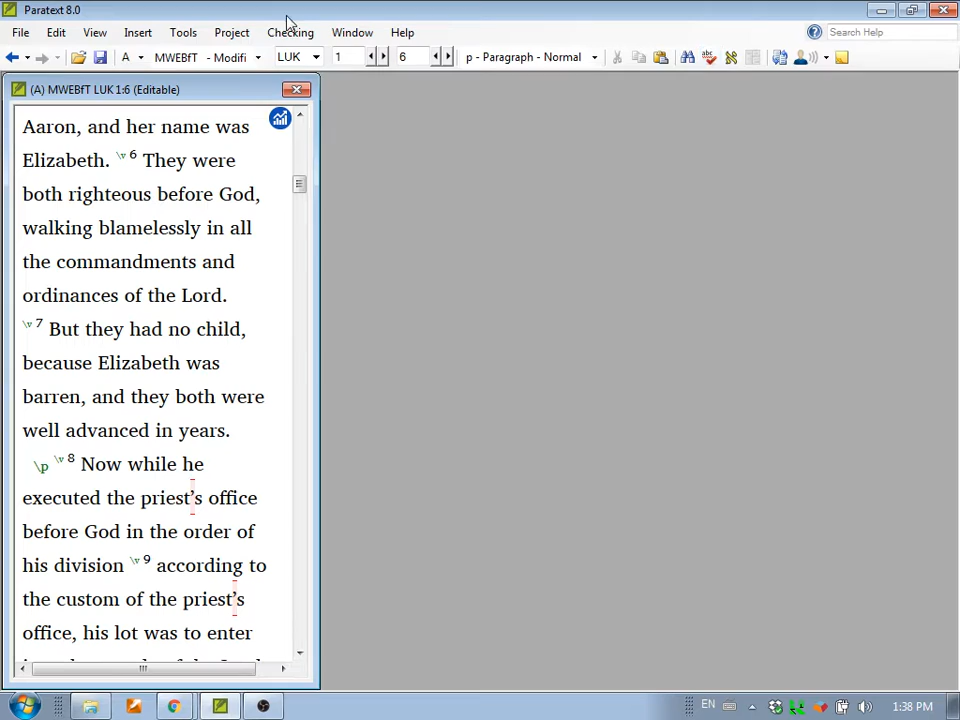 Paratext 8.0
File Edit View Insert Tools Project Checking Window Help Search Help
A MWEBfT - Modifi LUK 1 6 p - Paragraph - Normal
(A) MWEBfT LUK 1:6 (Editable)
Aaron, and her name was
Elizabeth. \v 6 They were
both righteous before God,
walking blamelessly in all
the commandments and
ordinances of the Lord.
\v 7 But they had no child,
because Elizabeth was
barren, and they both were
well advanced in years.
\p \v 8 Now while he
executed the priest’s office
before God in the order of
his division \v 9 according to
the custom of the priest’s
office, his lot was to enter
EN 1:38 PM